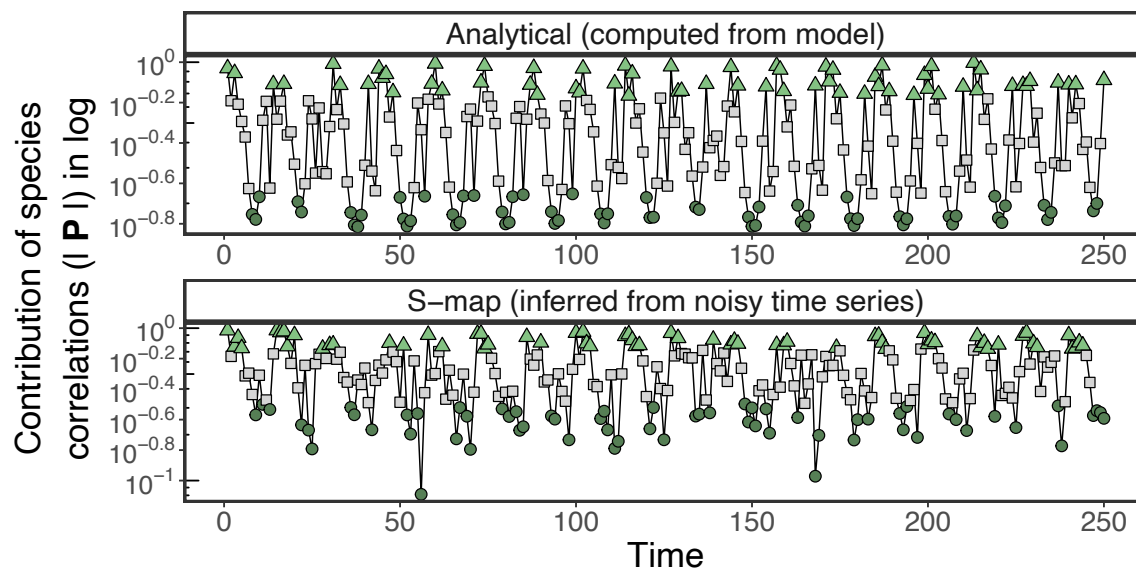 Contribution of species
correlations (| P |) in log
Analytical (computed from model)
10^0
10^-0.2
10^-0.4
10^-0.6
10^-0.8
0 50 100 150 200 250
S−map (inferred from noisy time series)
10^0
10^-0.2
10^-0.4
10^-0.6
10^-0.8
10^-1
0 50 100 150 200 250
Time